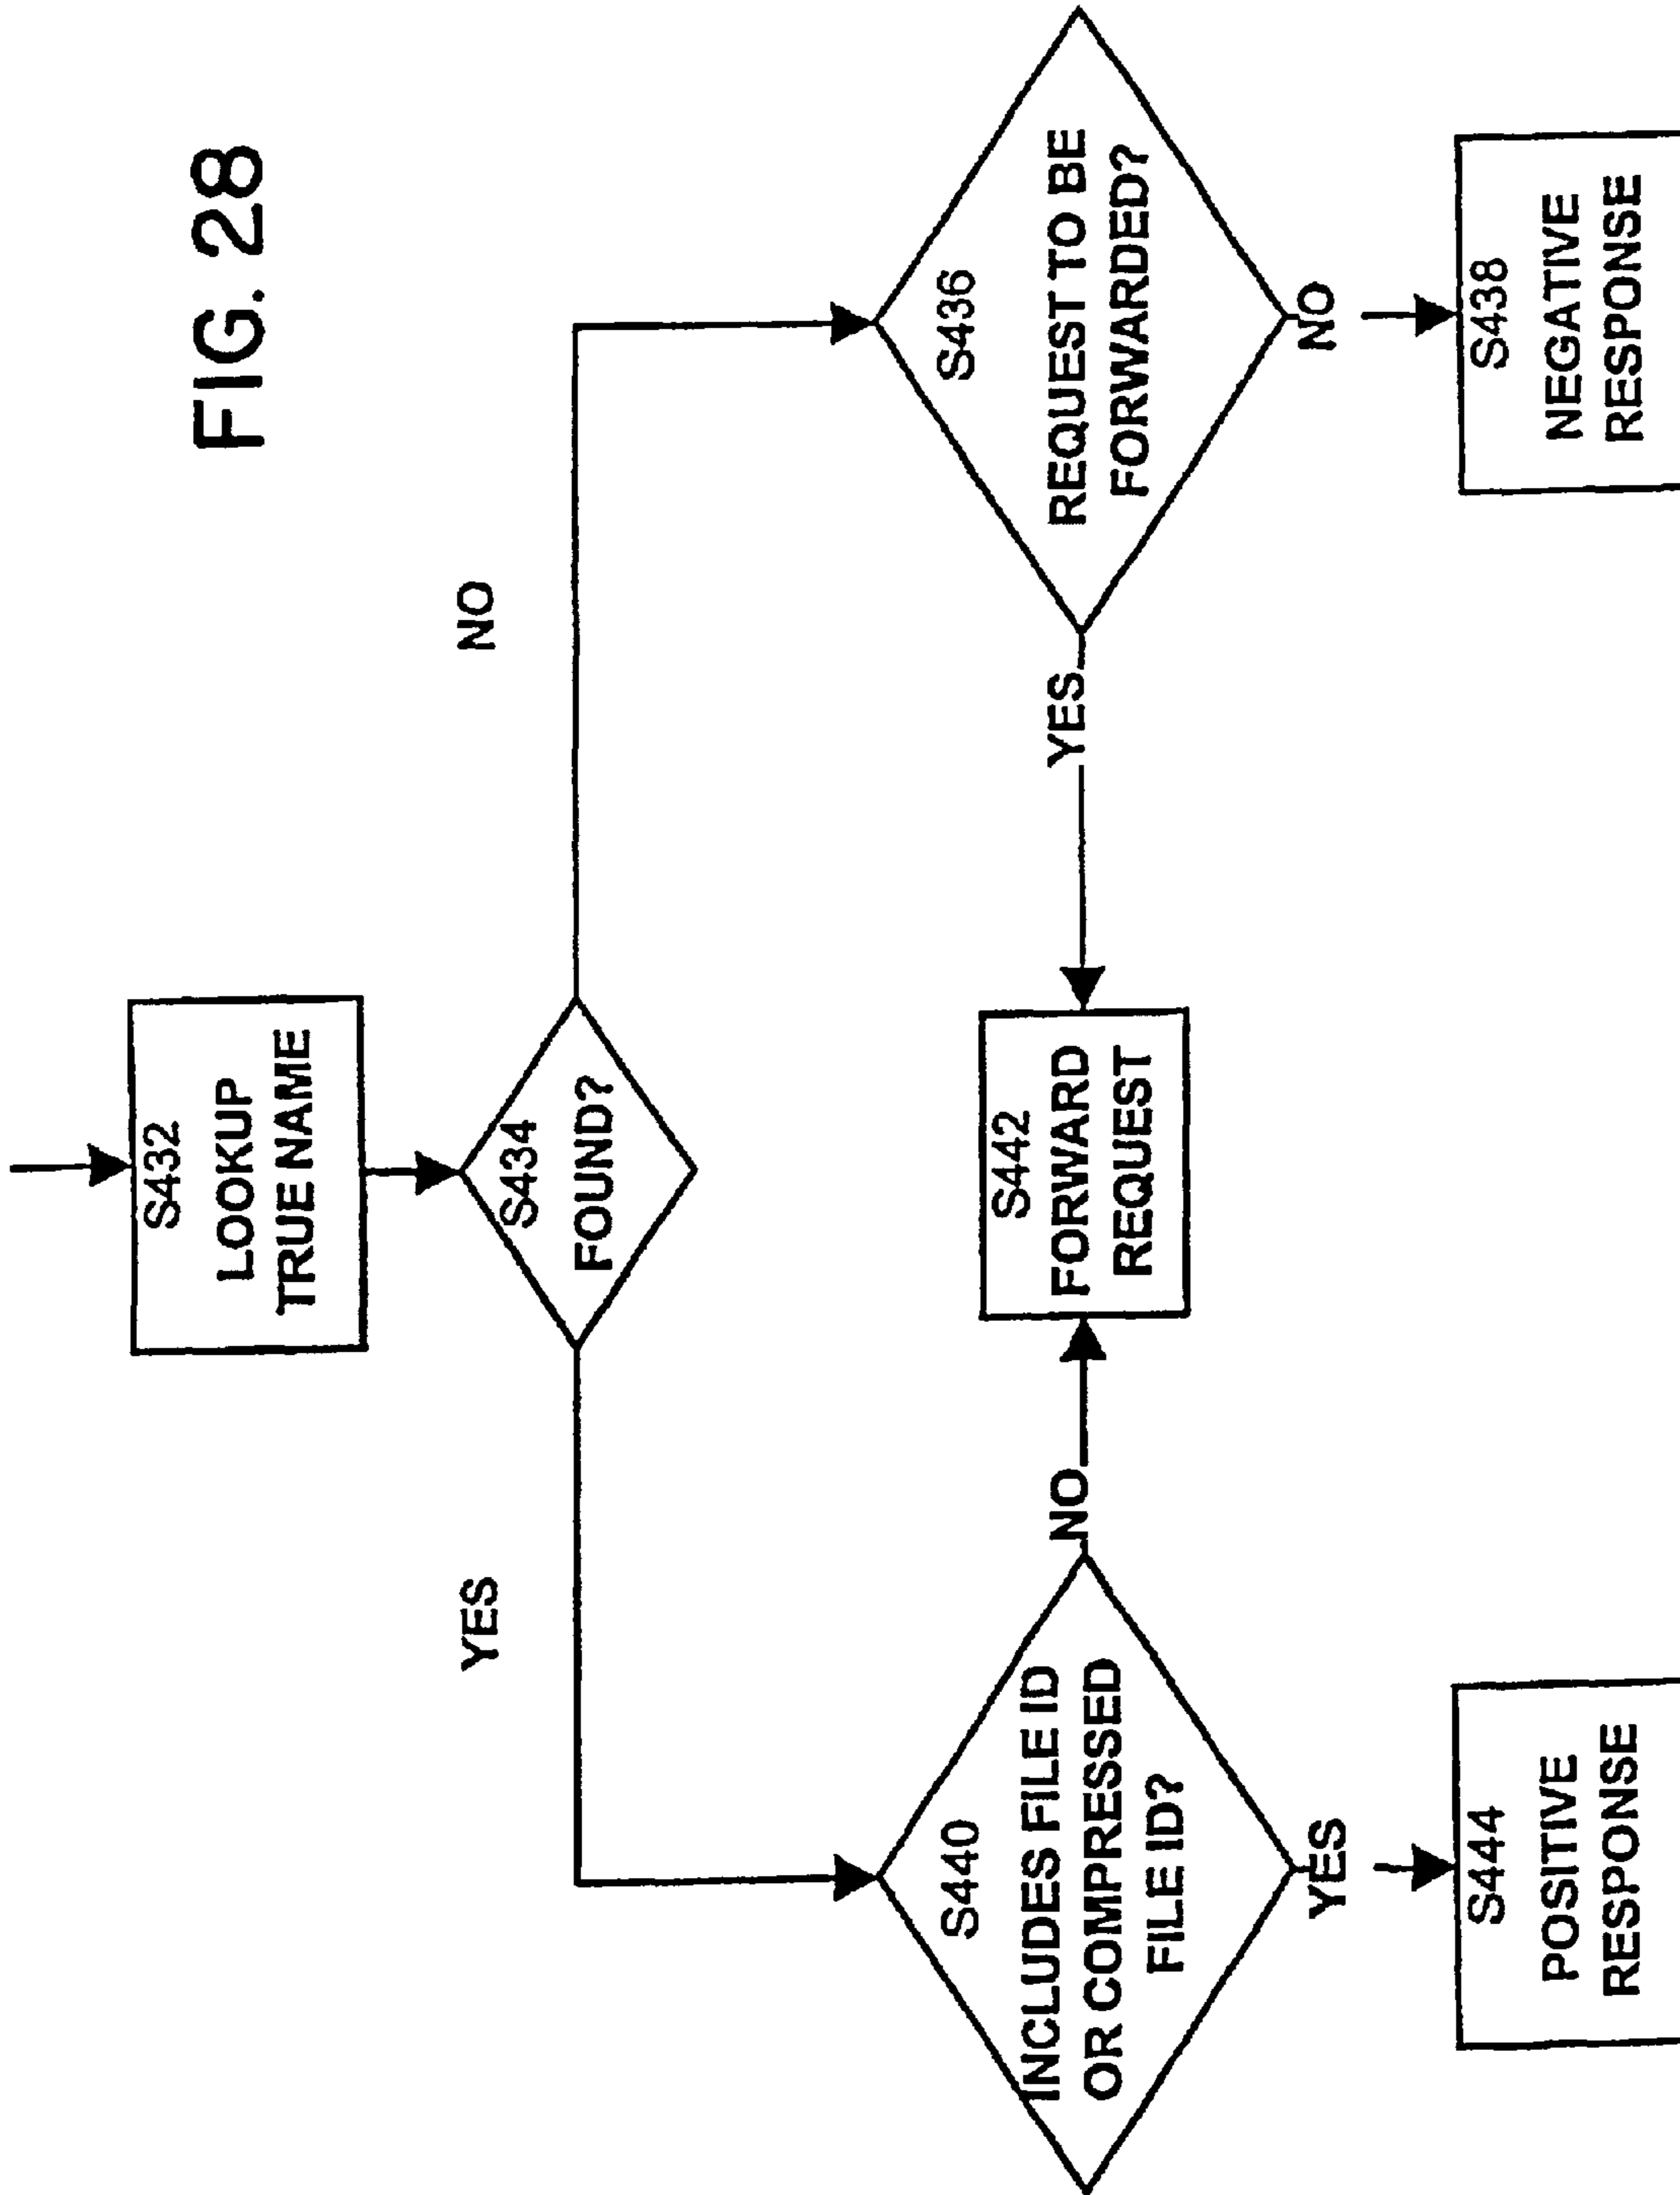 FIG. 28
S432
LOOKUP
TRUE NAME
S434
FOUND?
YES
NO
S440
INCLUDES FILE ID
OR COMPRESSED
FILE ID?
NO
S442
FORWARD
REQUEST
YES
S436
REQUEST TO BE
FORWARDED?
YES
NO
S444
POSITIVE
RESPONSE
S438
NEGATIVE
RESPONSE